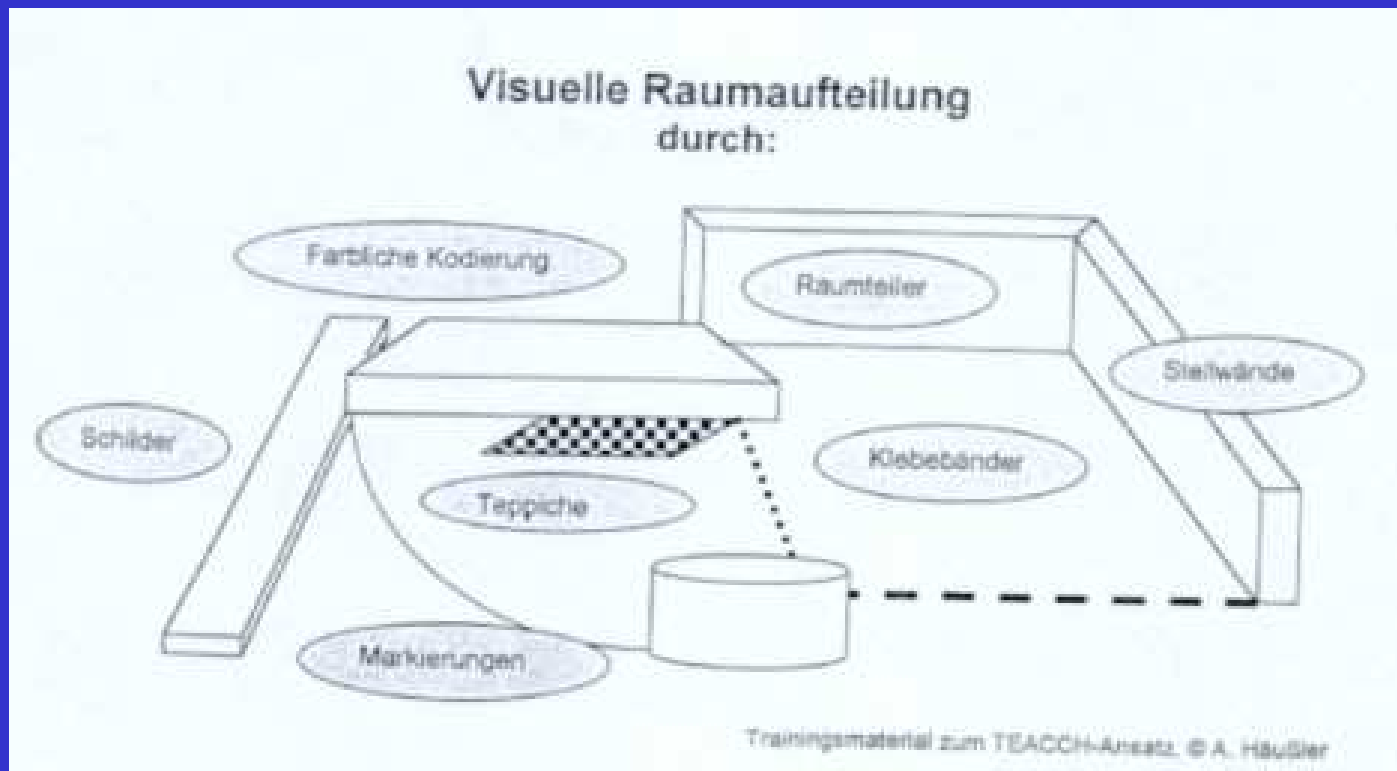 Visuelle Raumaufteilung
durch:
Farbliche Kodierung
Raumteiler
Stellwände
Schilder
Klebebänder
Teppiche
Markierungen
Trainingsmaterial zum TEACCH-Ansatz, © A. Häußler